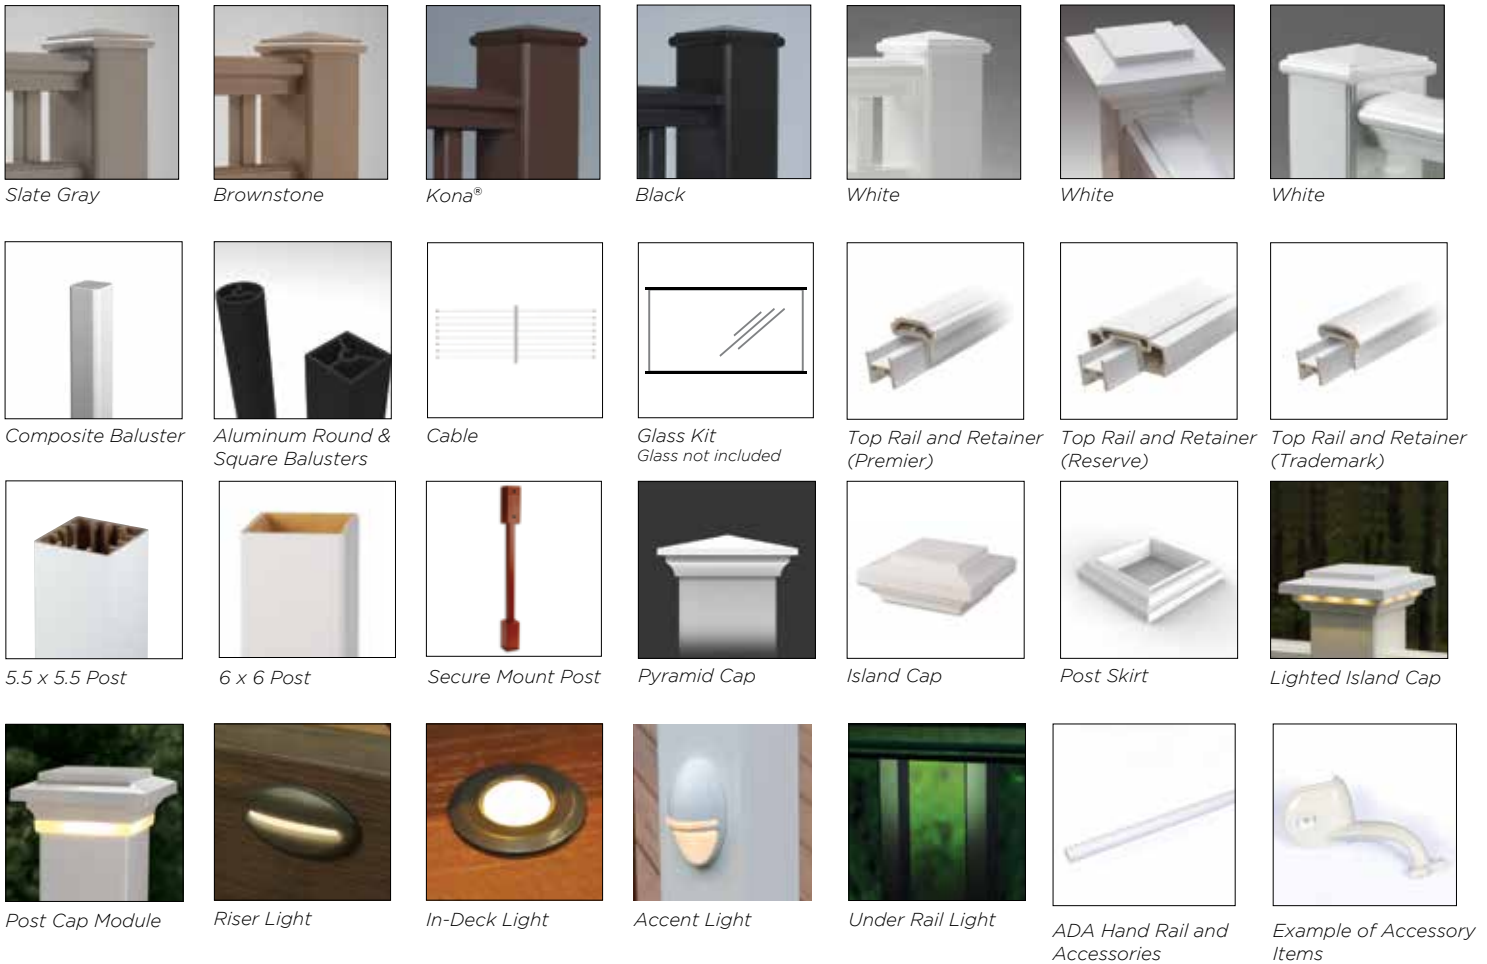 Slate Gray
Brownstone
Kona®
Black
White
White
White
Composite Baluster
Aluminum Round &
Square Balusters
Cable
Glass Kit
Glass not included
Top Rail and Retainer
(Premier)
Top Rail and Retainer
(Reserve)
Top Rail and Retainer
(Trademark)
5.5 x 5.5 Post
6 x 6 Post
Secure Mount Post
Pyramid Cap
Island Cap
Post Skirt
Lighted Island Cap
Post Cap Module
Riser Light
In-Deck Light
Accent Light
Under Rail Light
ADA Hand Rail and
Accessories
Example of Accessory
Items